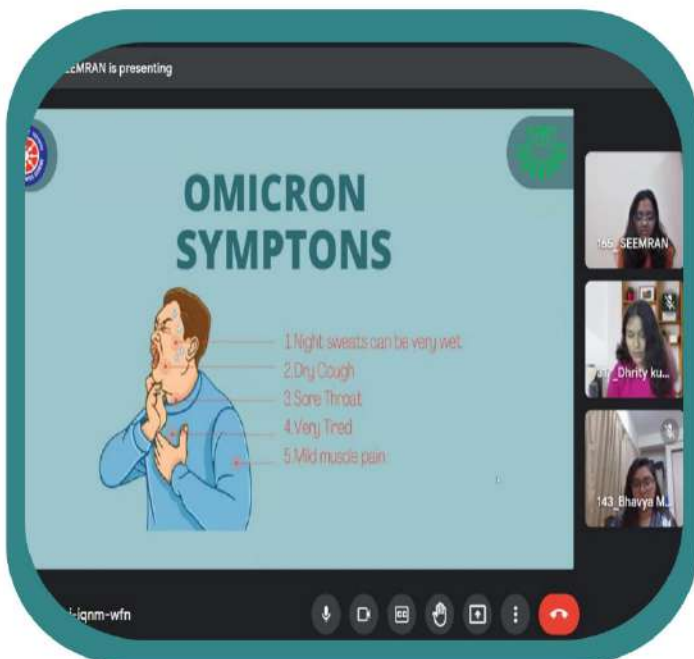 SEEMRAN is presenting
OMICRON
SYMPTONS
1.Night sweats can be very wet
2.Dry Cough
3.Sore Throat
4.Very Tired
5.Mild muscle pain
165_SEEMRAN
Dhrity ku...
143_Bhavya M...
-iqnm-wfn